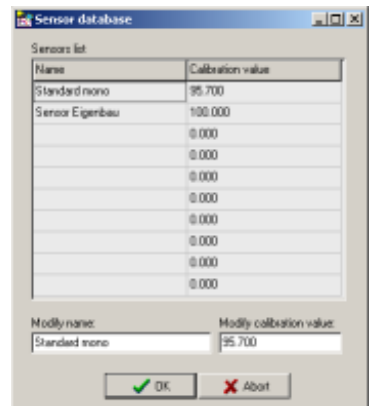 Sensor database
Sensors list
Name Calibration value
Standard mono 95.700
Sensor Eigenbau 100.000
0.000
0.000
0.000
0.000
0.000
0.000
0.000
0.000
Modify name: Modify calibration value:
Standard mono 95.700
OK Abort